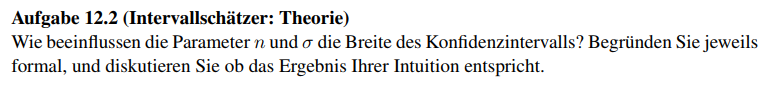 Aufgabe 12.2 (Intervallschätzer: Theorie)
Wie beeinflussen die Parameter n und σ die Breite des Konfidenzintervalls? Begründen Sie jeweils
formal, und diskutieren Sie ob das Ergebnis Ihrer Intuition entspricht.